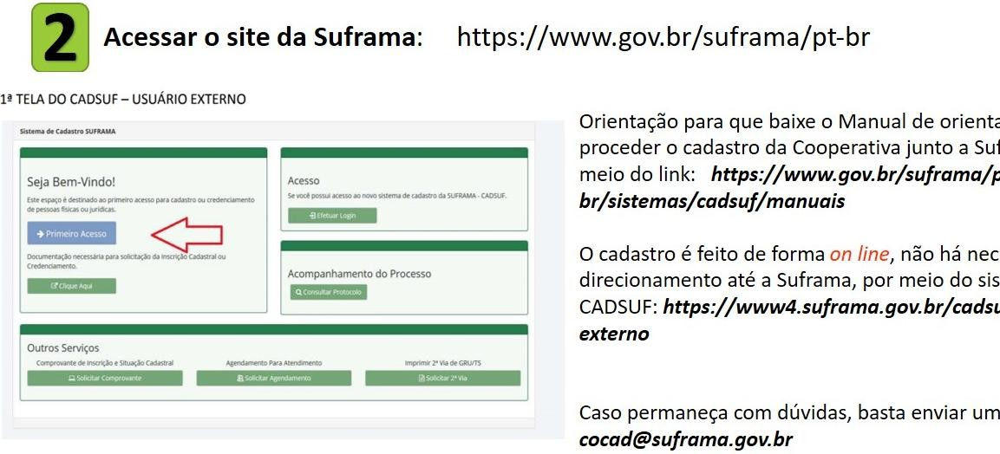 2 Acessar o site da Suframa: https://www.gov.br/suframa/pt-br
1ª TELA DO CADSUF – USUÁRIO EXTERNO
Sistema de Cadastro SUFRAMA
Seja Bem-Vindo!
Este espaço é destinado ao primeiro acesso para cadastro ou credenciamento
de pessoas físicas ou jurídicas.
Primeiro Acesso
Documentação necessária para solicitação da Inscrição Cadastral ou
Credenciamento.
Clique Aqui
Acesso
Se você possui acesso ao novo sistema de cadastro da SUFRAMA - CADSUF.
Efetuar Login
Acompanhamento do Processo
Consultar Protocolo
Outros Serviços
Comprovante de Inscrição e Situação Cadastral
Solicitar Comprovante
Agendamento Para Atendimento
Solicitar Agendamento
Imprimir 2ª Via de GRU/TS
Solicitar 2ª Via
Orientação para que baixe o Manual de orienta
proceder o cadastro da Cooperativa junto a Suf
meio do link: https://www.gov.br/suframa/p
br/sistemas/cadsuf/manuais
O cadastro é feito de forma on line, não há nec
direcionamento até a Suframa, por meio do sis
CADSUF: https://www4.suframa.gov.br/cadsu
externo
Caso permaneça com dúvidas, basta enviar um
cocad@suframa.gov.br